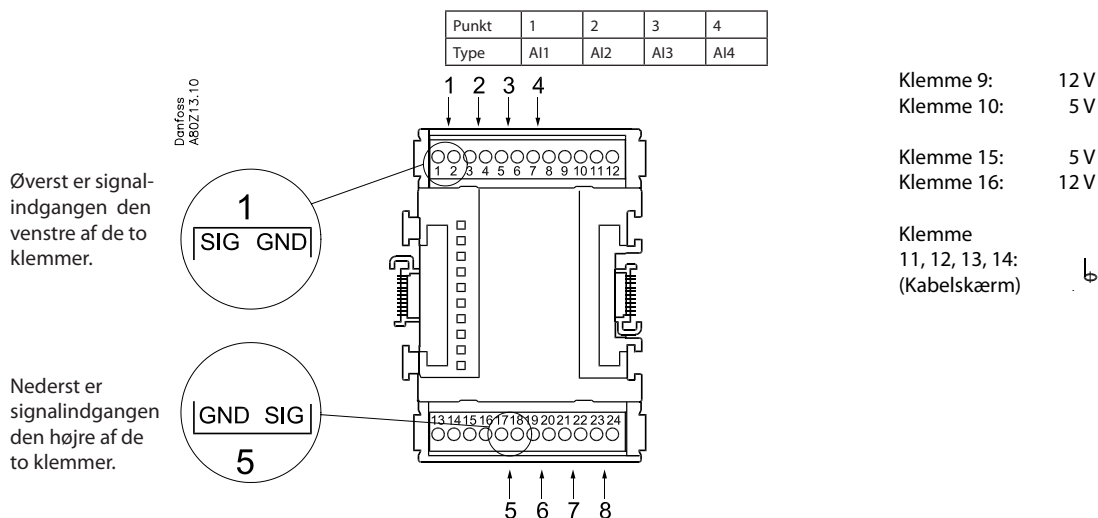 Punkt 1 2 3 4
Type AI1 AI2 AI3 AI4
1 2 3 4
Danfoss
A80Z13.10
Øverst er signal-
indgangen den
venstre af de to
klemmer.
1
SIG GND
1 2 3 4 5 6 7 8 9 10 11 12
Nederst er
signalindgangen
den højre af de
to klemmer.
GND SIG
5
13 14 15 16 17 18 19 20 21 22 23 24
5 6 7 8
Klemme 9: 12 V
Klemme 10: 5 V
Klemme 15: 5 V
Klemme 16: 12 V
Klemme
11, 12, 13, 14:
(Kabelskærm)